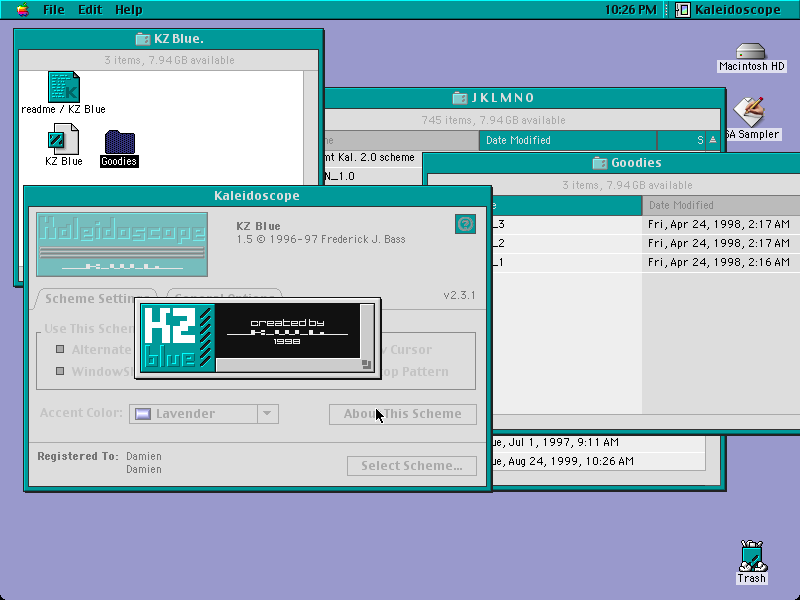 File Edit Help
10:26 PM
Kaleidoscope
KZ Blue.
3 items, 7.94 GB available
readme / KZ Blue
KZ Blue
Goodies
Macintosh HD
SA Sampler
JKLMNO
745 items, 7.94 GB available
Date Modified
S
mt Kal. 2.0 scheme
N_1.0
Goodies
3 items, 7.94 GB available
e
Date Modified
_3
Fri, Apr 24, 1998, 2:17 AM
_2
Fri, Apr 24, 1998, 2:17 AM
_1
Fri, Apr 24, 1998, 2:16 AM
ue, Jul 1, 1997, 9:11 AM
ue, Aug 24, 1999, 10:26 AM
Kaleidoscope
Kaleidoscope
KZ Blue
1.5 © 1996-97 Frederick J. Bass
v2.3.1
Scheme Settings
General Options
Use This Schem
Alternate
WindowSh
v Cursor
op Pattern
KZ
blue
created by
1998
Accent Color:
Lavender
About This Scheme
Registered To:
Damien
Damien
Select Scheme...
Trash